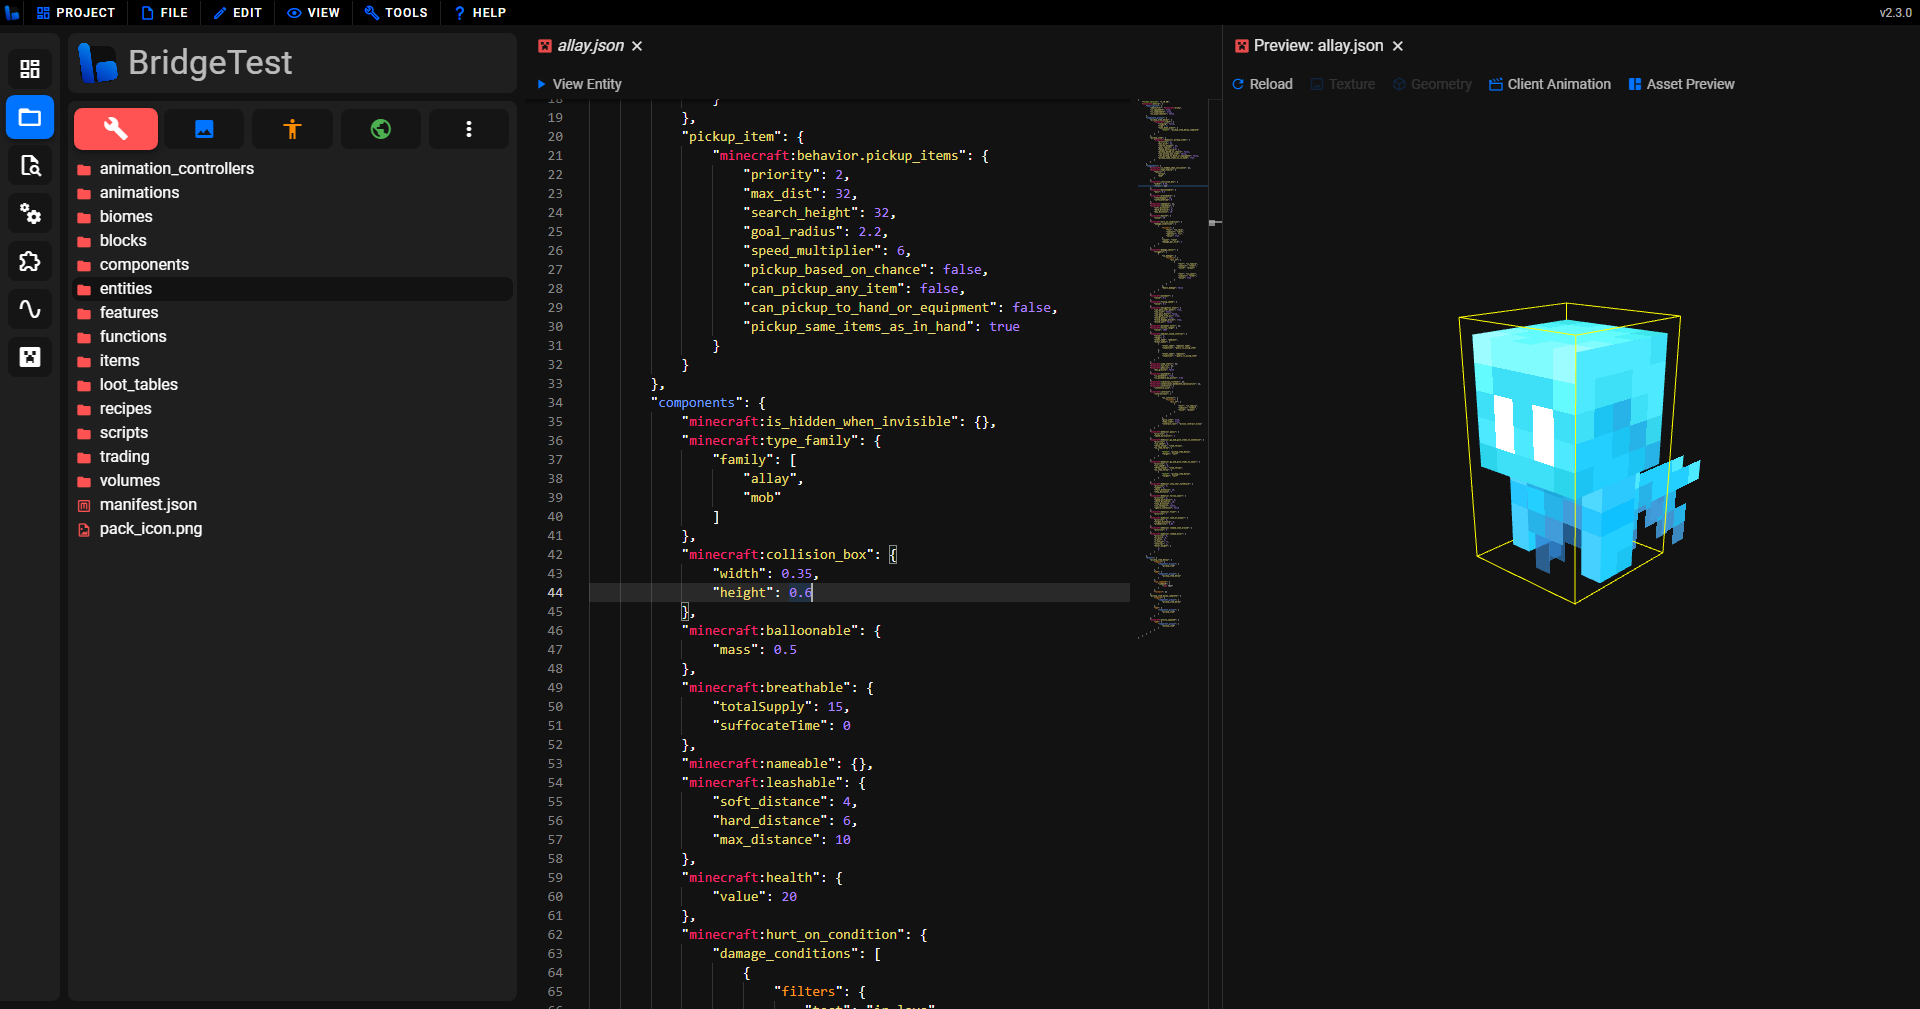 PROJECT FILE EDIT VIEW TOOLS ? HELP v2.3.0
BridgeTest
animation_controllers
animations
biomes
blocks
components
entities
features
functions
items
loot_tables
recipes
scripts
trading
volumes
manifest.json
pack_icon.png
allay.json ×
View Entity
18 }
19 },
20 "pickup_item": {
21 "minecraft:behavior.pickup_items": {
22 "priority": 2,
23 "max_dist": 32,
24 "search_height": 32,
25 "goal_radius": 2.2,
26 "speed_multiplier": 6,
27 "pickup_based_on_chance": false,
28 "can_pickup_any_item": false,
29 "can_pickup_to_hand_or_equipment": false,
30 "pickup_same_items_as_in_hand": true
31 }
32 }
33 },
34 "components": {
35 "minecraft:is_hidden_when_invisible": {},
36 "minecraft:type_family": {
37 "family": [
38 "allay",
39 "mob"
40 ]
41 },
42 "minecraft:collision_box": {
43 "width": 0.35,
44 "height": 0.6
45 },
46 "minecraft:balloonable": {
47 "mass": 0.5
48 },
49 "minecraft:breathable": {
50 "totalSupply": 15,
51 "suffocateTime": 0
52 },
53 "minecraft:nameable": {},
54 "minecraft:leashable": {
55 "soft_distance": 4,
56 "hard_distance": 6,
57 "max_distance": 10
58 },
59 "minecraft:health": {
60 "value": 20
61 },
62 "minecraft:hurt_on_condition": {
63 "damage_conditions": [
64 {
65 "filters": {
Preview: allay.json ×
Reload Texture Geometry Client Animation Asset Preview